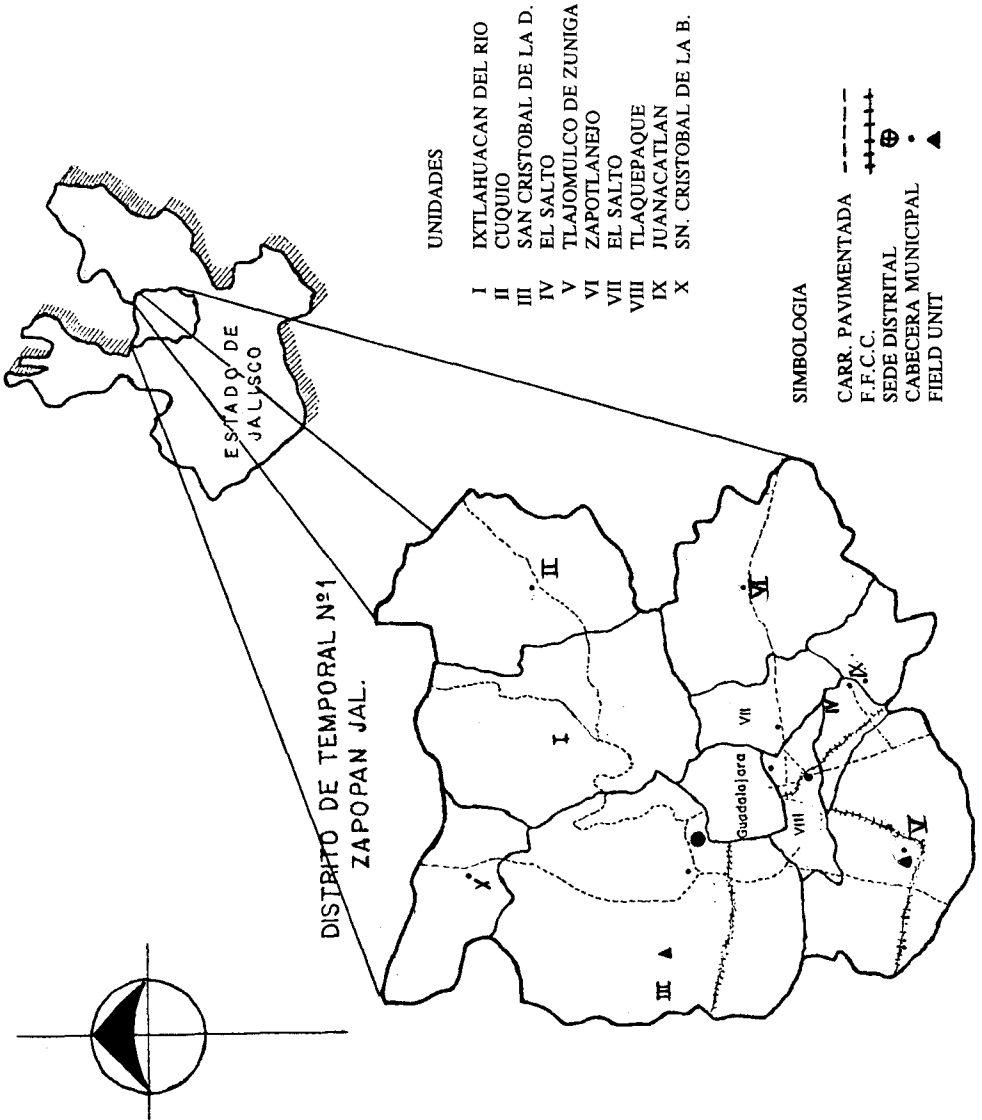 ESTADO DE
JALISCO
DISTRITO DE TEMPORAL Nº1
ZAPOPAN JAL.
UNIDADES
I IXTLAHUACAN DEL RIO
II CUQUIO
III SAN CRISTOBAL DE LA D.
IV EL SALTO
V TLAJOMULCO DE ZUNIGA
VI ZAPOTLANEJO
VII EL SALTO
VIII TLAQUEPAQUE
IX JUANACATLAN
X SN. CRISTOBAL DE LA B.
SIMBOLOGIA
CARR. PAVIMENTADA
F.F.C.C.
SEDE DISTRITAL
CABECERA MUNICIPAL
FIELD UNIT
X
I
II
III
Guadalajara
VII
VI
VIII
IV
IX
V